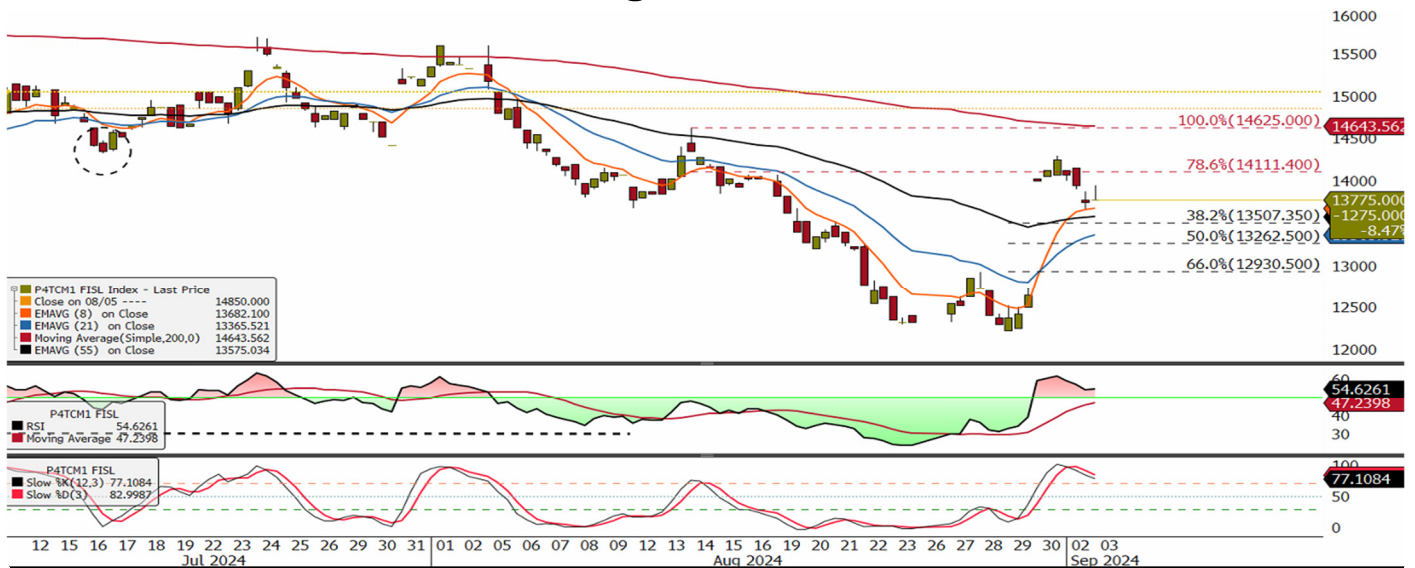 16000
15500
15000
100.0%(14625.000)
14643.562
14500
78.6%(14111.400)
14000
13775.000
38.2%(13507.350)
-1275.000
-8.47%
50.0%(13262.500)
66.0%(12930.500)
13000
12500
12000
P4TCM1 FISL Index - Last Price
Close on 08/05 ---- 14850.000
EMAVG (8) on Close 13682.100
EMAVG (21) on Close 13365.521
Moving Average(Simple,200,0) 14643.562
EMAVG (55) on Close 13575.034
60
54.6261
47.2398
40
30
P4TCM1 FISL
RSI 54.6261
Moving Average 47.2398
100
77.1084
50
0
P4TCM1 FISL
Slow %K(12,3) 77.1084
Slow %D(3) 82.9987
12 15 16 17 18 19 22 23 24 25 26 29 30 31 01 02 05 06 07 08 09 12 13 14 15 16 19 20 21 22 23 26 27 28 29 30 02 03
Jul 2024 Aug 2024 Sep 2024